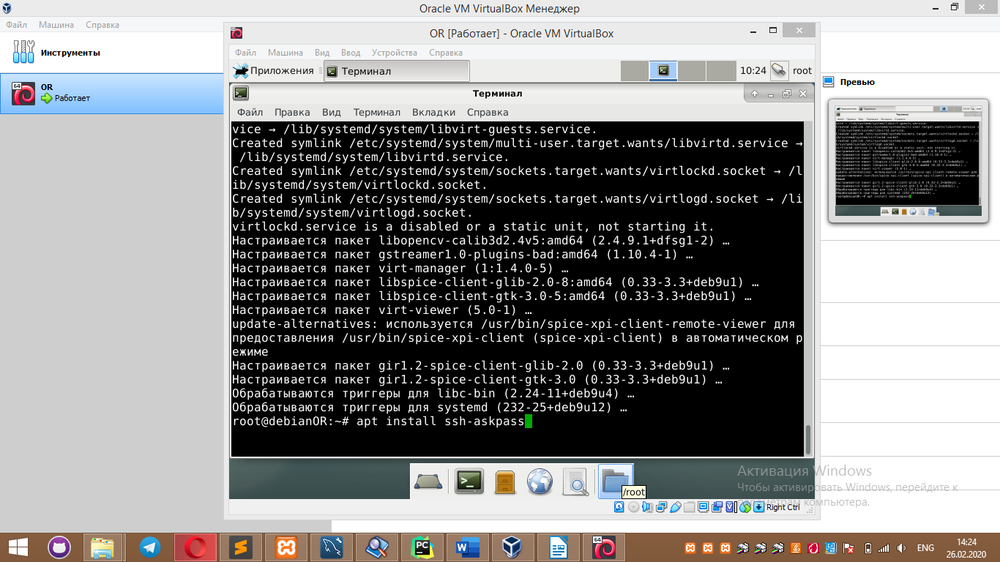 Oracle VM VirtualBox Менеджер
Файл Машина Справка
Инструменты
64
OR
Работает
OR [Работает] - Oracle VM VirtualBox
Файл Машина Вид Ввод Устройства Справка
Приложения Терминал 10:24 root
Терминал
Файл Правка Вид Терминал Вкладки Справка
vice → /lib/systemd/system/libvirt-guests.service.
Created symlink /etc/systemd/system/multi-user.target.wants/libvirtd.service →
/lib/systemd/system/libvirtd.service.
Created symlink /etc/systemd/system/sockets.target.wants/virtlockd.socket → /l
ib/systemd/system/virtlockd.socket.
Created symlink /etc/systemd/system/sockets.target.wants/virtlogd.socket → /li
b/systemd/system/virtlogd.socket.
virtlockd.service is a disabled or a static unit, not starting it.
Настраивается пакет libopencv-calib3d2.4v5:amd64 (2.4.9.1+dfsg1-2) …
Настраивается пакет gstreamer1.0-plugins-bad:amd64 (1.10.4-1) …
Настраивается пакет virt-manager (1:1.4.0-5) …
Настраивается пакет libspice-client-glib-2.0-8:amd64 (0.33-3.3+deb9u1) …
Настраивается пакет libspice-client-gtk-3.0-5:amd64 (0.33-3.3+deb9u1) …
Настраивается пакет virt-viewer (5.0-1) …
update-alternatives: используется /usr/bin/spice-xpi-client-remote-viewer для
предоставления /usr/bin/spice-xpi-client (spice-xpi-client) в автоматическом р
ежиме
Настраивается пакет gir1.2-spice-client-glib-2.0 (0.33-3.3+deb9u1) …
Настраивается пакет gir1.2-spice-client-gtk-3.0 (0.33-3.3+deb9u1) …
Обрабатываются триггеры для libc-bin (2.24-11+deb9u4) …
Обрабатываются триггеры для systemd (232-25+deb9u12) …
root@debianOR:~# apt install ssh-askpass
/root
Right Ctrl
Превью
Активация Windows
Чтобы активировать Windows, перейдите к
параметрам компьютера.
ENG
14:24
26.02.2020